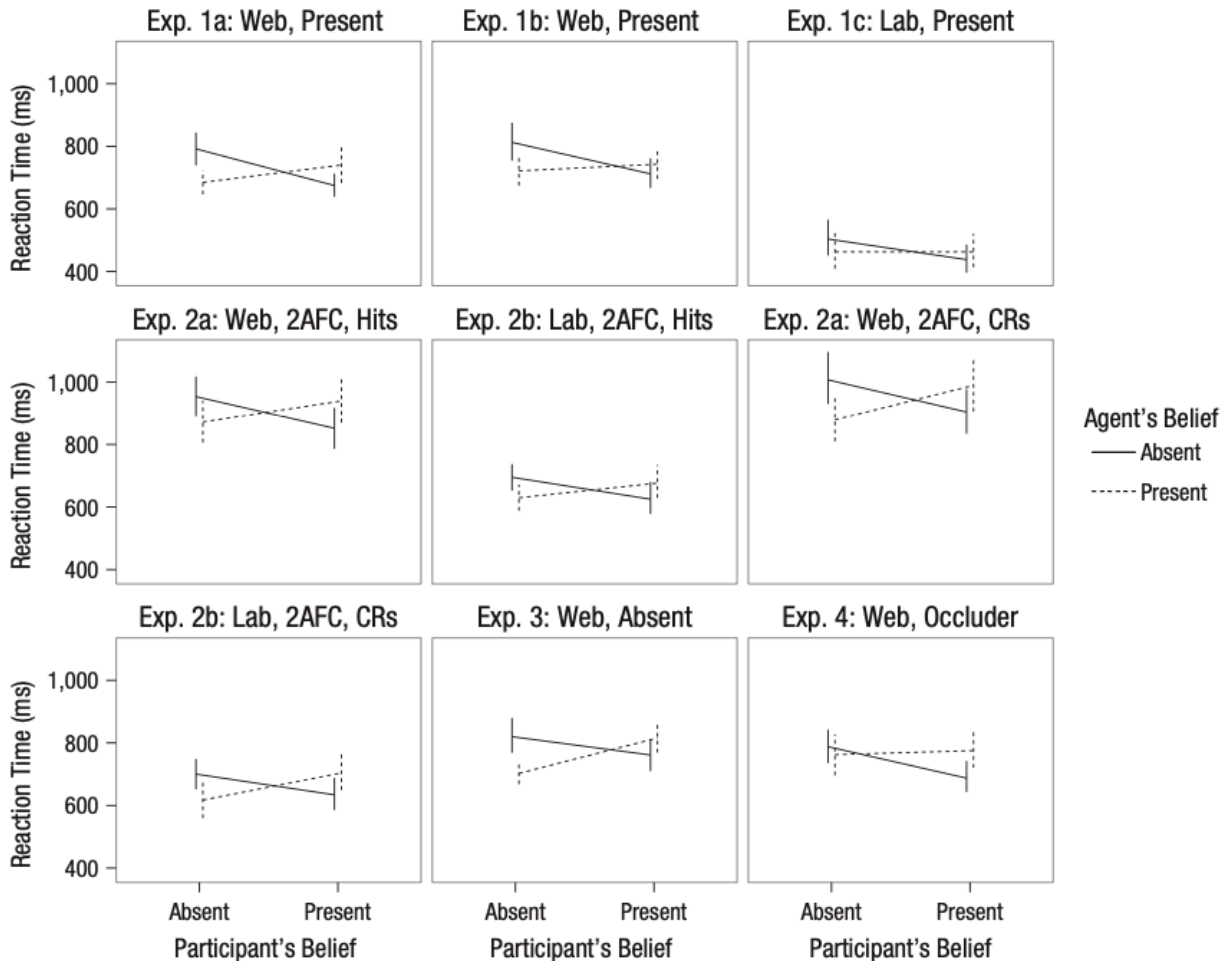 Exp. 1a: Web, Present
Exp. 1b: Web, Present
Exp. 1c: Lab, Present
Reaction Time (ms)
1,000
800
600
400
Exp. 2a: Web, 2AFC, Hits
Exp. 2b: Lab, 2AFC, Hits
Exp. 2a: Web, 2AFC, CRs
Reaction Time (ms)
1,000
800
600
400
Agent's Belief
Absent
Present
Exp. 2b: Lab, 2AFC, CRs
Exp. 3: Web, Absent
Exp. 4: Web, Occluder
Reaction Time (ms)
1,000
800
600
400
Absent
Present
Absent
Present
Absent
Present
Participant's Belief
Participant's Belief
Participant's Belief